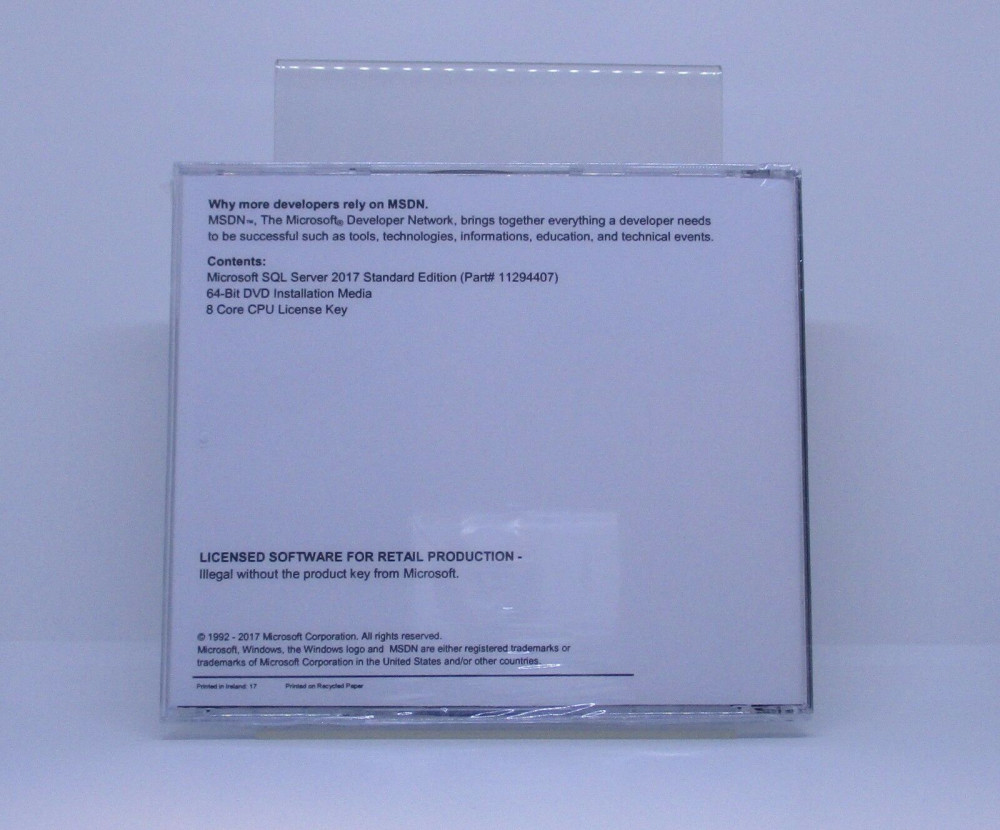 Why more developers rely on MSDN.
MSDN™, The Microsoft® Developer Network, brings together everything a developer needs
to be successful such as tools, technologies, informations, education, and technical events.
Contents:
Microsoft SQL Server 2017 Standard Edition (Part# 11294407)
64-Bit DVD Installation Media
8 Core CPU License Key
LICENSED SOFTWARE FOR RETAIL PRODUCTION -
Illegal without the product key from Microsoft.
© 1992 - 2017 Microsoft Corporation. All rights reserved.
Microsoft, Windows, the Windows logo and MSDN are either registered trademarks or
trademarks of Microsoft Corporation in the United States and/or other countries.
Printed in Ireland: 17 Printed on Recycled Paper